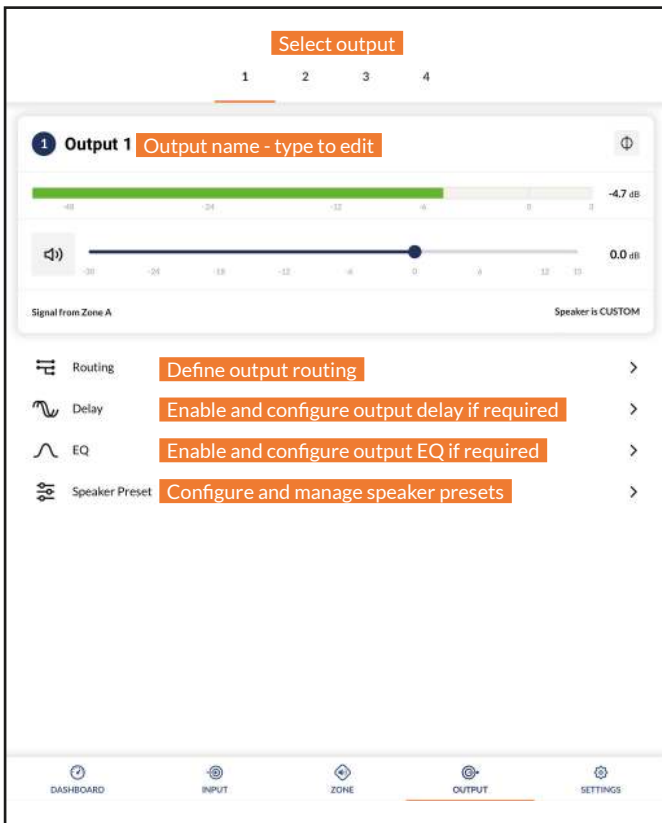 Select output
1 2 3 4
1 Output 1 Output name - type to edit
-4.7 dB
-48 -24 -12 -6 0 3
0.0 dB
-30 -24 -18 -12 -6 0 6 12 15
Signal from Zone A Speaker is CUSTOM
Routing Define output routing
Delay Enable and configure output delay if required
EQ Enable and configure output EQ if required
Speaker Preset Configure and manage speaker presets
DASHBOARD INPUT ZONE OUTPUT SETTINGS